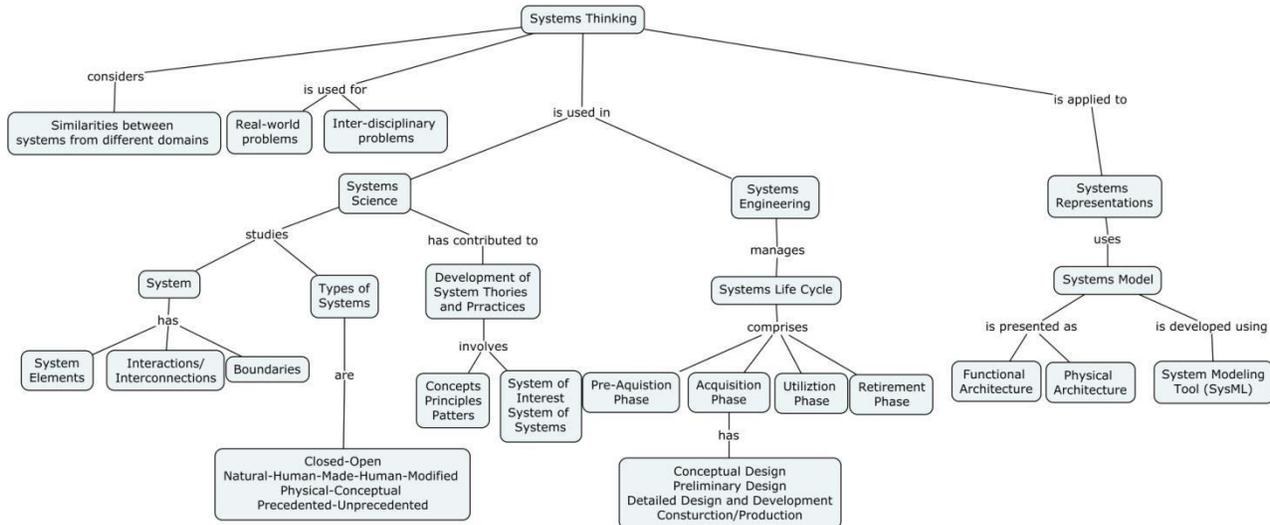 Systems Thinking
considers
is used for
is used in
is applied to
Similarities between
systems from different domains
Real-world
problems
Inter-disciplinary
problems
Systems
Science
Systems
Engineering
Systems
Representations
studies
has contributed to
manages
uses
System
Types of
Systems
Development of
System Thories
and Prractices
Systems Life Cycle
Systems Model
has
involves
comprises
is presented as
is developed using
System
Elements
Interactions/
Interconnections
Boundaries
are
Concepts
Principles
Patters
System of
Interest
System of
Systems
Pre-Aquistion
Phase
Acquisition
Phase
Utiliztion
Phase
Retirement
Phase
Functional
Architecture
Physical
Architecture
System Modeling
Tool (SysML)
has
Closed-Open
Natural-Human-Made-Human-Modified
Physical-Conceptual
Precedented-Unprecedented
Conceptual Design
Preliminary Design
Detailed Design and Development
Consturction/Production